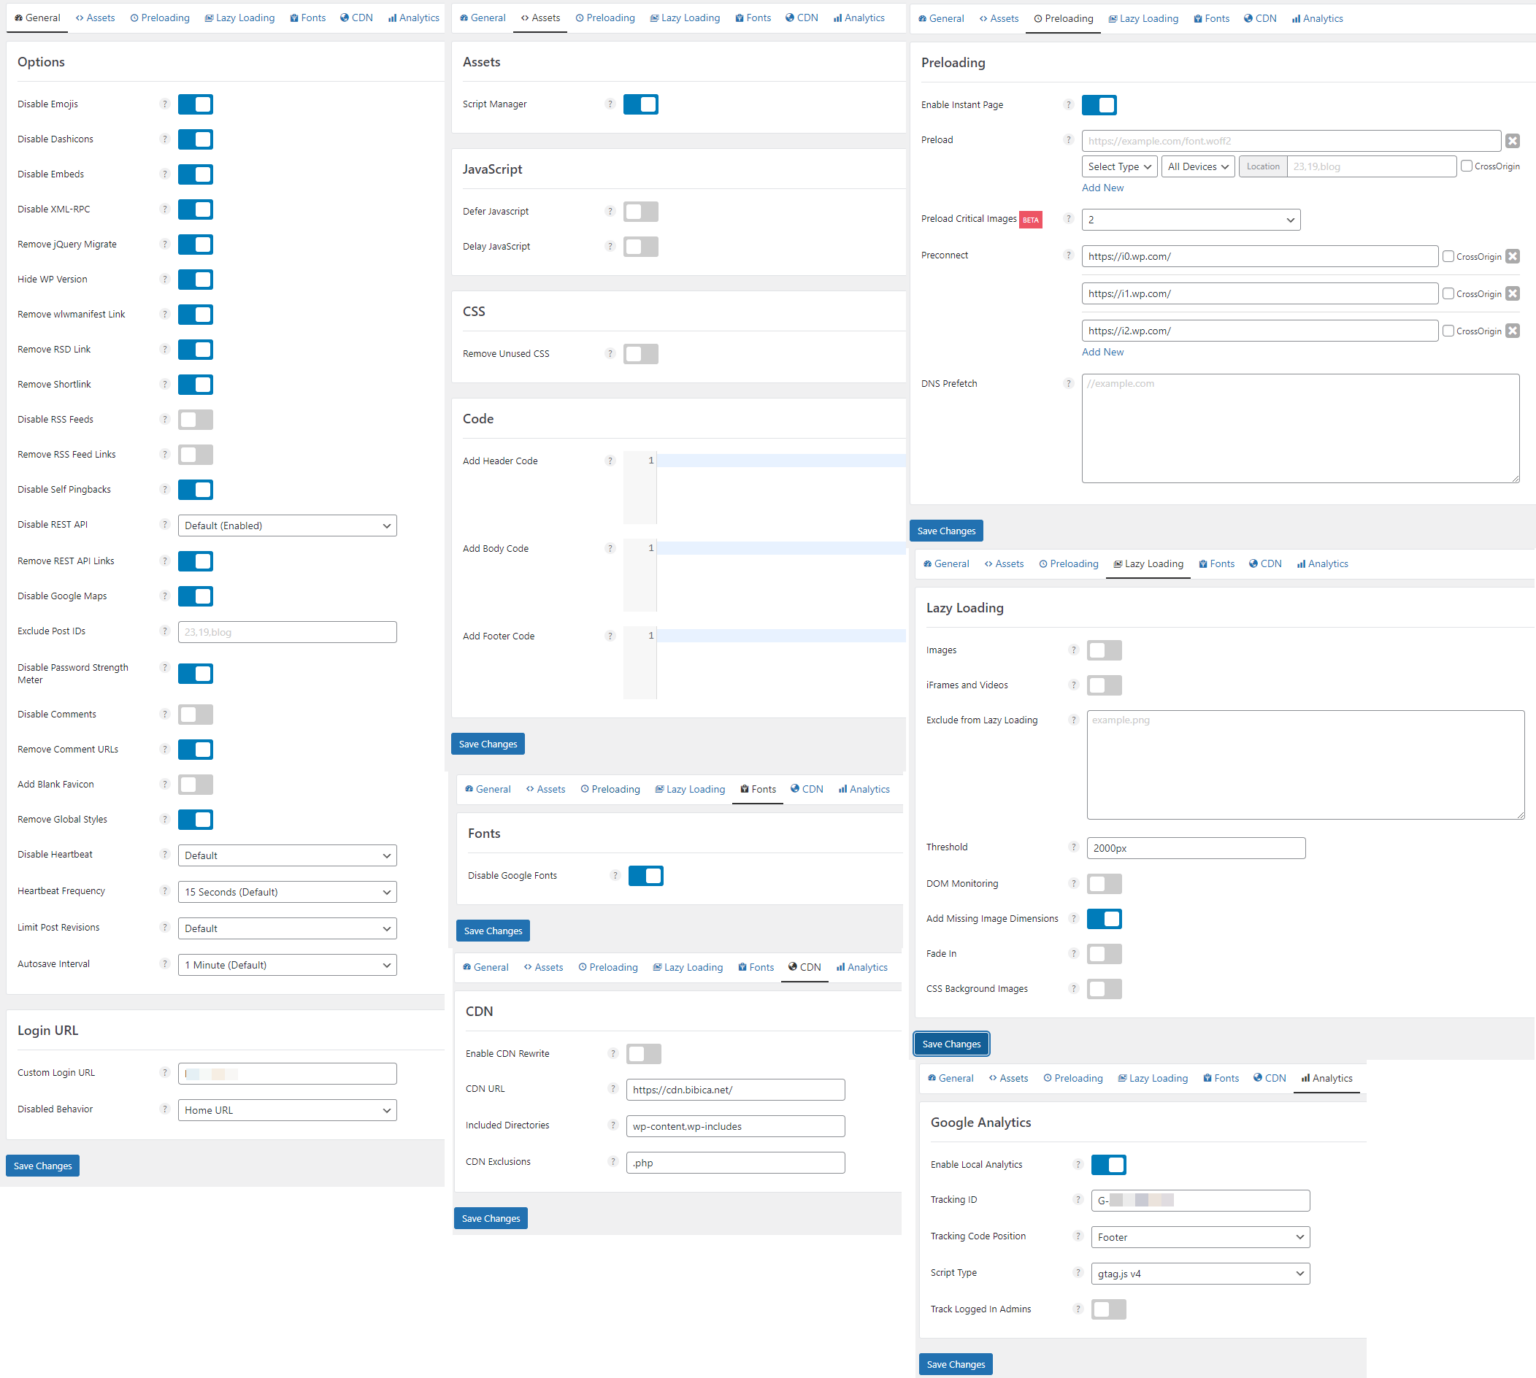 General Assets Preloading Lazy Loading Fonts CDN Analytics
Options
Disable Emojis ?
Disable Dashicons ?
Disable Embeds ?
Disable XML-RPC ?
Remove jQuery Migrate ?
Hide WP Version ?
Remove wlwmanifest Link ?
Remove RSD Link ?
Remove Shortlink ?
Disable RSS Feeds ?
Remove RSS Feed Links ?
Disable Self Pingbacks ?
Disable REST API ? Default (Enabled)
Remove REST API Links ?
Disable Google Maps ?
Exclude Post IDs ? 23,19,blog
Disable Password Strength ?
Meter
Disable Comments ?
Remove Comment URLs ?
Add Blank Favicon ?
Remove Global Styles ?
Disable Heartbeat ? Default
Heartbeat Frequency ? 15 Seconds (Default)
Limit Post Revisions ? Default
Autosave Interval ? 1 Minute (Default)
Login URL
Custom Login URL ?
Disabled Behavior ? Home URL
Save Changes
General Assets Preloading Lazy Loading Fonts CDN Analytics
Assets
Script Manager ?
JavaScript
Defer Javascript ?
Delay JavaScript ?
CSS
Remove Unused CSS ?
Code
Add Header Code ? 1
Add Body Code ? 1
Add Footer Code ? 1
Save Changes
General Assets Preloading Lazy Loading Fonts CDN Analytics
Fonts
Disable Google Fonts ?
Save Changes
General Assets Preloading Lazy Loading Fonts CDN Analytics
CDN
Enable CDN Rewrite ?
CDN URL ? https://cdn.bibica.net/
Included Directories ? wp-content,wp-includes
CDN Exclusions ? .php
Save Changes
General Assets Preloading Lazy Loading Fonts CDN Analytics
Preloading
Enable Instant Page ?
Preload ? https://example.com/font.woff2
Select Type All Devices Location 23,19,blog CrossOrigin
Add New
Preload Critical Images BETA ? 2
Preconnect ? https://i0.wp.com/ CrossOrigin
https://i1.wp.com/ CrossOrigin
https://i2.wp.com/ CrossOrigin
Add New
DNS Prefetch ? //example.com
Save Changes
General Assets Preloading Lazy Loading Fonts CDN Analytics
Lazy Loading
Images ?
iFrames and Videos ?
Exclude from Lazy Loading ? example.png
Threshold ? 2000px
DOM Monitoring ?
Add Missing Image Dimensions ?
Fade In ?
CSS Background Images ?
Save Changes
General Assets Preloading Lazy Loading Fonts CDN Analytics
Google Analytics
Enable Local Analytics ?
Tracking ID ? G-
Tracking Code Position ? Footer
Script Type ? gtag.js v4
Track Logged In Admins ?
Save Changes